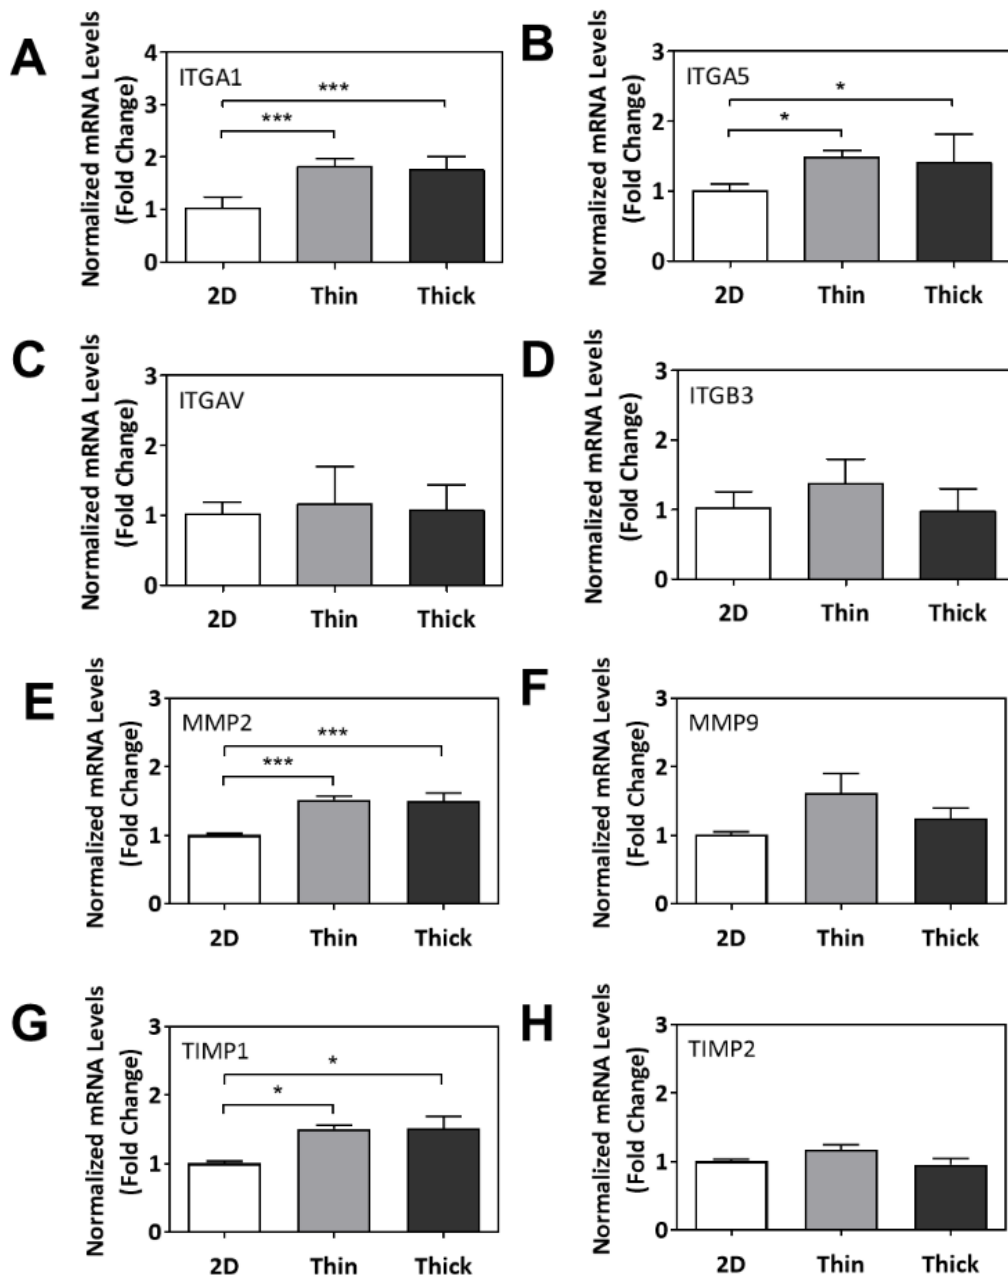 A
Normalized mRNA Levels
(Fold Change)
4
3
2
1
0
ITGA1
***
***
2D Thin Thick
B
Normalized mRNA Levels
(Fold Change)
3
2
1
0
ITGA5
*
*
2D Thin Thick
C
Normalized mRNA Levels
(Fold Change)
3
2
1
0
ITGAV
2D Thin Thick
D
Normalized mRNA Levels
(Fold Change)
3
2
1
0
ITGB3
2D Thin Thick
E
Normalized mRNA Levels
(Fold Change)
3
2
1
0
MMP2
***
***
2D Thin Thick
F
Normalized mRNA Levels
(Fold Change)
3
2
1
0
MMP9
2D Thin Thick
G
Normalized mRNA Levels
(Fold Change)
3
2
1
0
TIMP1
*
*
2D Thin Thick
H
Normalized mRNA Levels
(Fold Change)
3
2
1
0
TIMP2
2D Thin Thick